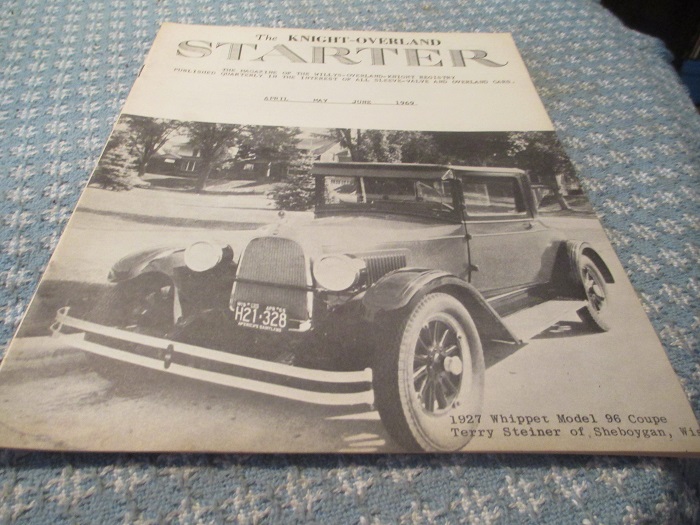 The KNIGHT-OVERLAND
STARTER
THE MAGAZINE OF THE WILLYS-OVERLAND-KNIGHT REGISTRY
PUBLISHED QUARTERLY IN THE INTEREST OF ALL SLEEVE-VALVE AND OVERLAND CARS.
APRIL MAY JUNE 1969
H21-328
AMERICA'S DAIRYLAND
1927 Whippet Model 96 Coupe
Terry Steiner of Sheboygan, Wis